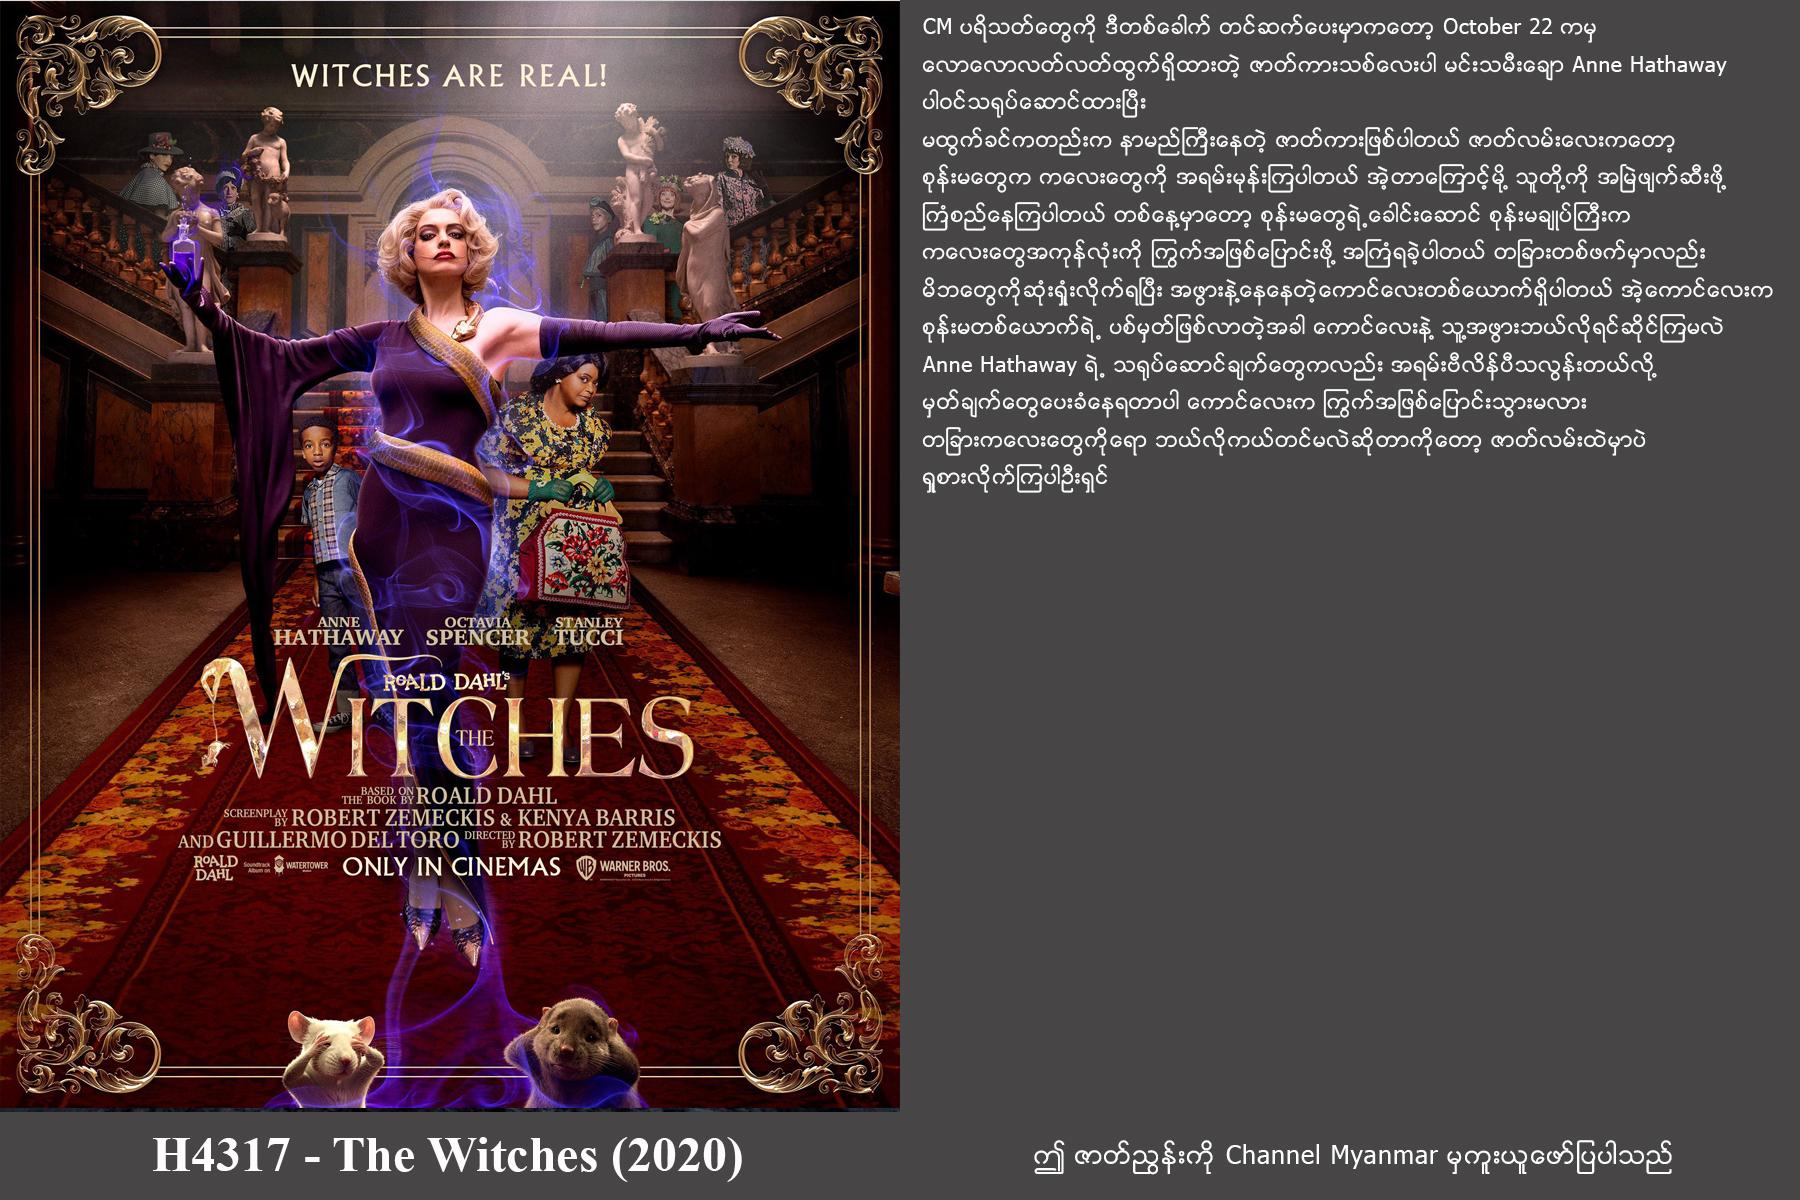 WITCHES ARE REAL!
ANNE HATHAWAY
OCTAVIA SPENCER
STANLEY TUCCI
ROALD DAHL'S
THE WITCHES
BASED ON THE BOOK BY ROALD DAHL
SCREENPLAY BY ROBERT ZEMECKIS & KENYA BARRIS
AND GUILLERMO DEL TORO DIRECTED BY ROBERT ZEMECKIS
ROALD DAHL Soundtrack Album on WATERTOWER MUSIC ONLY IN CINEMAS WB WARNER BROS. PICTURES
H4317 - The Witches (2020)
CM ပရိသတ်တွေကို ဒီတစ်ခေါက် တင်ဆက်ပေးမှာကတော့ October 22 ကမှ
လောလောလတ်လတ်ထွက်ရှိထားတဲ့ ဇာတ်ကားသစ်လေးပါ မင်းသမီးချော Anne Hathaway
ပါဝင်သရုပ်ဆောင်ထားပြီး
မထွက်ခင်ကတည်းက နာမည်ကြီးနေတဲ့ ဇာတ်ကားဖြစ်ပါတယ် ဇာတ်လမ်းလေးကတော့
စုန်းမတွေက ကလေးတွေကို အရမ်းမုန်းကြပါတယ် အဲ့တာကြောင့်မို့ သူတို့ကို အမြဲဖျက်ဆီးဖို့
ကြံစည်နေကြပါတယ် တစ်နေ့မှာတော့ စုန်းမတွေရဲ့ခေါင်းဆောင် စုန်းမချုပ်ကြီးက
ကလေးတွေအကုန်လုံးကို ကြွက်အဖြစ်ပြောင်းဖို့ အကြံရခဲ့ပါတယ် တခြားတစ်ဖက်မှာလည်း
မိဘတွေကိုဆုံးရှုံးလိုက်ရပြီး အဖွားနဲ့နေနေတဲ့ကောင်လေးတစ်ယောက်ရှိပါတယ် အဲ့ကောင်လေးက
စုန်းမတစ်ယောက်ရဲ့ ပစ်မှတ်ဖြစ်လာတဲ့အခါ ကောင်လေးနဲ့ သူ့အဖွားဘယ်လိုရင်ဆိုင်ကြမလဲ
Anne Hathaway ရဲ့ သရုပ်ဆောင်ချက်တွေကလည်း အရမ်းဗီလိန်ပီသလွန်းတယ်လို့
မှတ်ချက်တွေပေးခံနေရတာပါ ကောင်လေးက ကြွက်အဖြစ်ပြောင်းသွားမလား
တခြားကလေးတွေကိုရော ဘယ်လိုကယ်တင်မလဲဆိုတာကိုတော့ ဇာတ်လမ်းထဲမှာပဲ
ရှုစားလိုက်ကြပါဦးရှင်
ဤ ဇာတ်ညွှန်းကို Channel Myanmar မှကူးယူဖော်ပြပါသည်